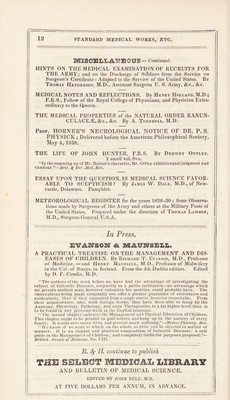 12 STANDARD MEDICAL WORKS, ETC.
MISCELLANEOUS—Continued.
HINTS ON THE MEDICAL EXAMINATION OF RECRUITS FOR
THE ARMY; and on the Discharge of Soldiers from the Service on
Surgeon's Certificate: Adapted to the Service of the United States. By
THOMAS HENDERSON, M.D., Assistant Surgeon U. S. Army, &c. &c.
MEDICAL NOTES AND REFLECTIONS. By HENRY HOLLAND, M.D.;
F.R.S., Fellow of the Royal College of Physicians, and Physician Extra-
ordinary to the Queen.
THE MEDICAL PROPERTIES of the NATURAL ORDER RANUN-
CULACEÆ, &c. &c. By A. TURNBULL, M.D.
PROF. HORNER'S NECROLOGICAL NOTICE OF DR. P. S.
PHYSICK; Delivered before the American Philosophical Society,
May 4, 1838.
THE LIFE OF JOHN HUNTER, F.R.S. By DREWRY OTTLEY.
1 small vol. 8vo.
ESSAY UPON THE QUESTION, IS MEDICAL SCIENCE FAVOR-
ABLE TO SCEPTICISM? By JAMES W. DALE, M.D., of New-
castle, Delaware. Pamphlet.
METEOROLOGICAL REGISTER for the years 1826-30; from Observa-
tions made by Surgeons of the Army and others at the Military Posts of
the United States. Prepared under the direction of THOMAS LAWSON,
M.D., Surgeon-General U.S.A.
In Press,
EVANSON & MAUNSELL.
A PRACTICAL TREATISE ON THE MANAGEMENT AND DIS-
EASES OF CHILDREN. By RICHARD T. EVANSON, M.D., Professor
of Medicine,—and HENRY MAUNSELL, M.D., Professor of Midwifery
in the Col. of Surgs. in Ireland. From the 4th Dublin edition. Edited
by D. F. Condie, M.D.
B. & H. continue to publish
THE SELECT MEDICAL LIBRARY
AND BULLETIN OF MEDICAL SCIENCE.
EDITED BY JOHN BELL, M.D.
AT FIVE DOLLARS PER ANNUM, IN ADVANCE.